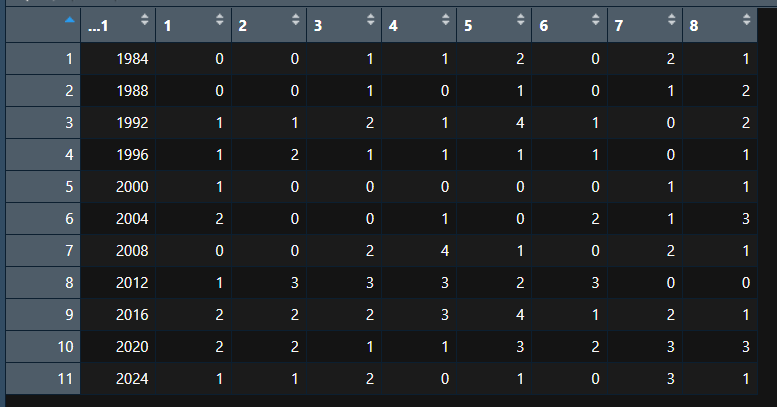 ...1 1 2 3 4 5 6 7 8
1 1984 0 0 1 1 2 0 2 1
2 1988 0 0 1 0 1 0 1 2
3 1992 1 1 2 1 4 1 0 2
4 1996 1 2 1 1 1 1 0 1
5 2000 1 0 0 0 0 0 1 1
6 2004 2 0 0 1 0 2 1 3
7 2008 0 0 2 4 1 0 2 1
8 2012 1 3 3 3 2 3 0 0
9 2016 2 2 2 3 4 1 2 1
10 2020 2 2 1 1 3 2 3 3
11 2024 1 1 2 0 1 0 3 1